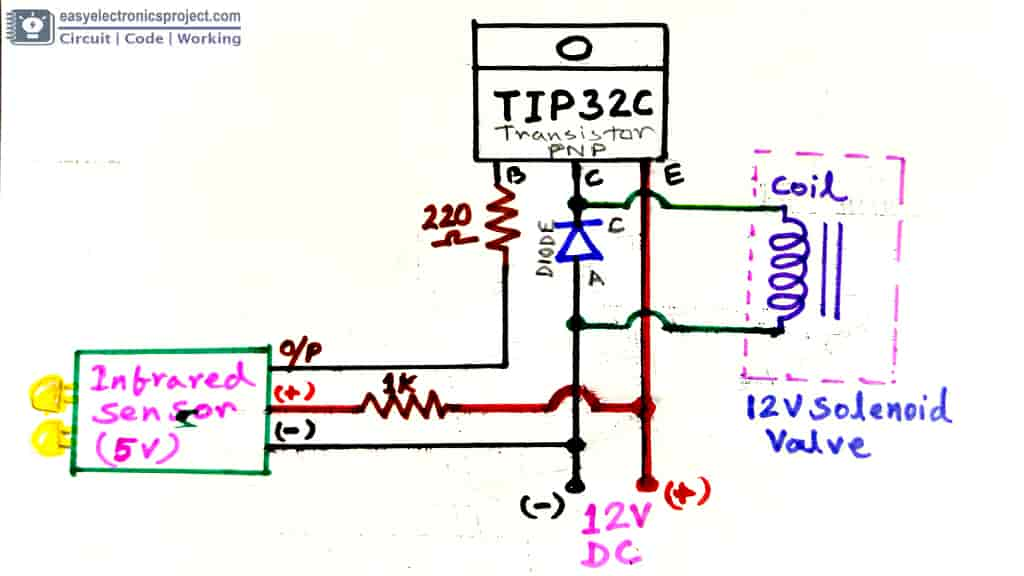 easyelectronicsproject.com
Circuit | Code | Working
TIP32C
Transistor
PNP
B
C
E
220
Ω
DIODE
C
A
Coil
O/P
Infrared
Sensor
(5V)
(+)
1K
(-)
12V Solenoid
Valve
(-)
12V
DC
(+)